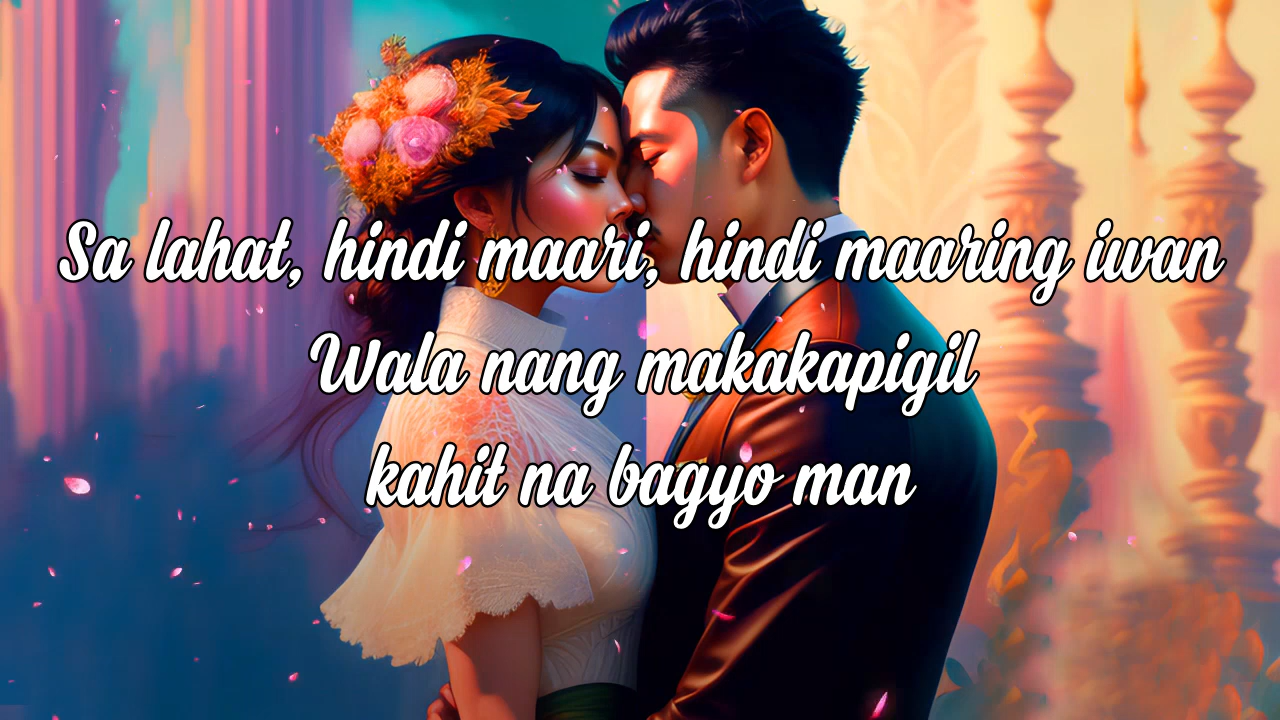 Sa lahat, hindi maari, hindi maaring iwan
Wala nang makakapigil
kahit na bagyo man